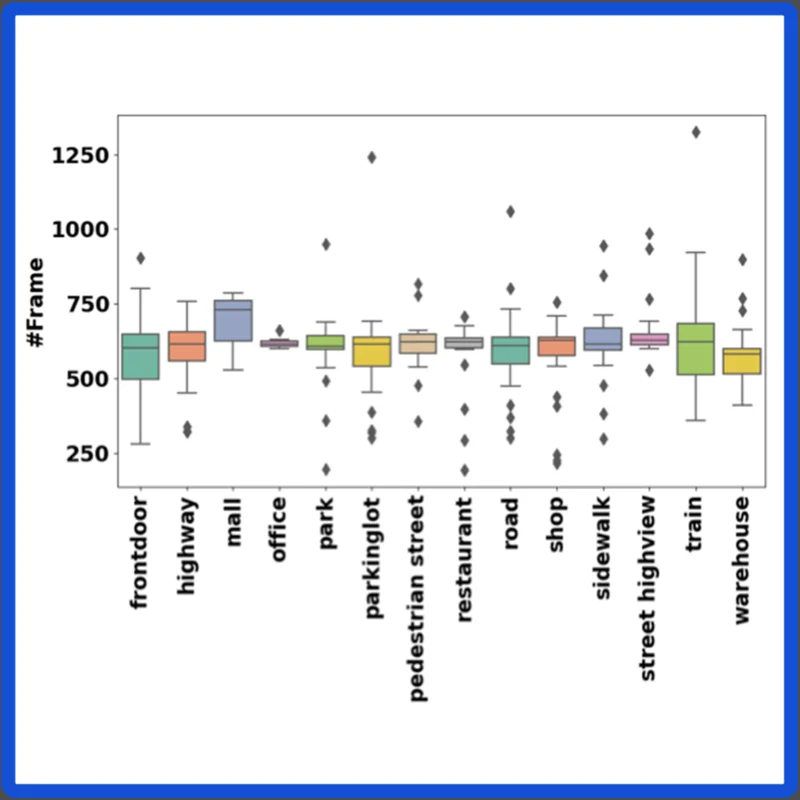 1250
1000
750
500
250
#Frame
frontdoor
highway
mall
office
park
parkinglot
pedestrian street
restaurant
road
shop
sidewalk
street highview
train
warehouse